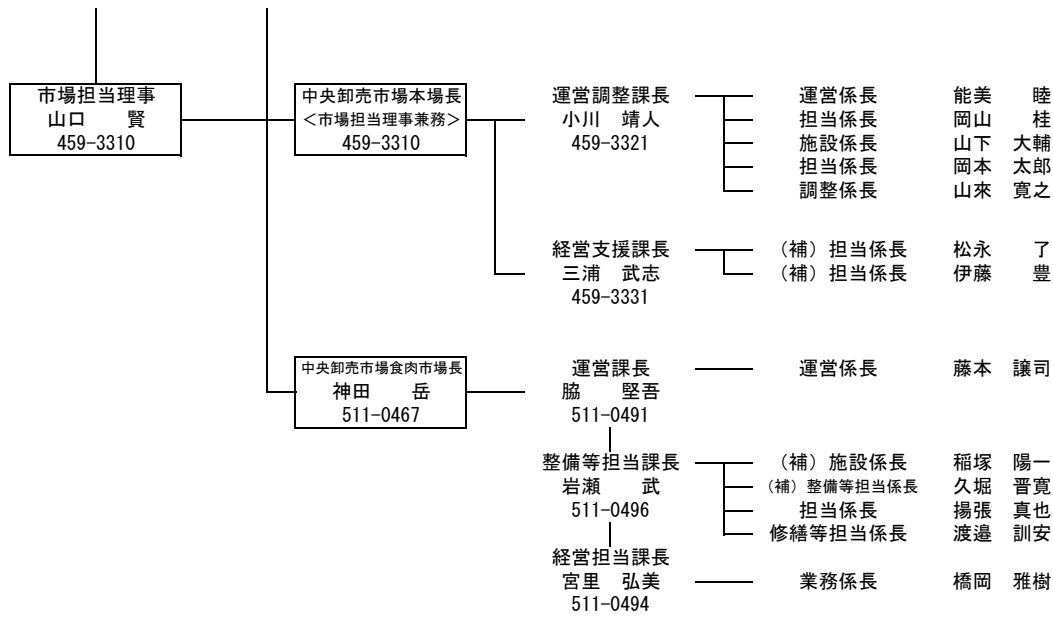 市場担当理事
山口　　賢
459-3310
中央卸売市場本場長
＜市場担当理事兼務＞
459-3310
運営調整課長
小川　靖人
459-3321
運営係長　能美　　睦
担当係長　岡山　　桂
施設係長　山下　大輔
担当係長　岡本　太郎
調整係長　山來　寛之
経営支援課長
三浦　武志
459-3331
（補）担当係長　松永　　了
（補）担当係長　伊藤　　豊
中央卸売市場食肉市場長
神田　　岳
511-0467
運営課長
脇　　堅吾
511-0491
運営係長　藤本　譲司
整備等担当課長
岩瀬　　武
511-0496
（補）施設係長　稲塚　陽一
（補）整備等担当係長　久堀　晋寛
担当係長　揚張　真也
修繕等担当係長　渡邉　訓安
経営担当課長
宮里　弘美
511-0494
業務係長　橋岡　雅樹